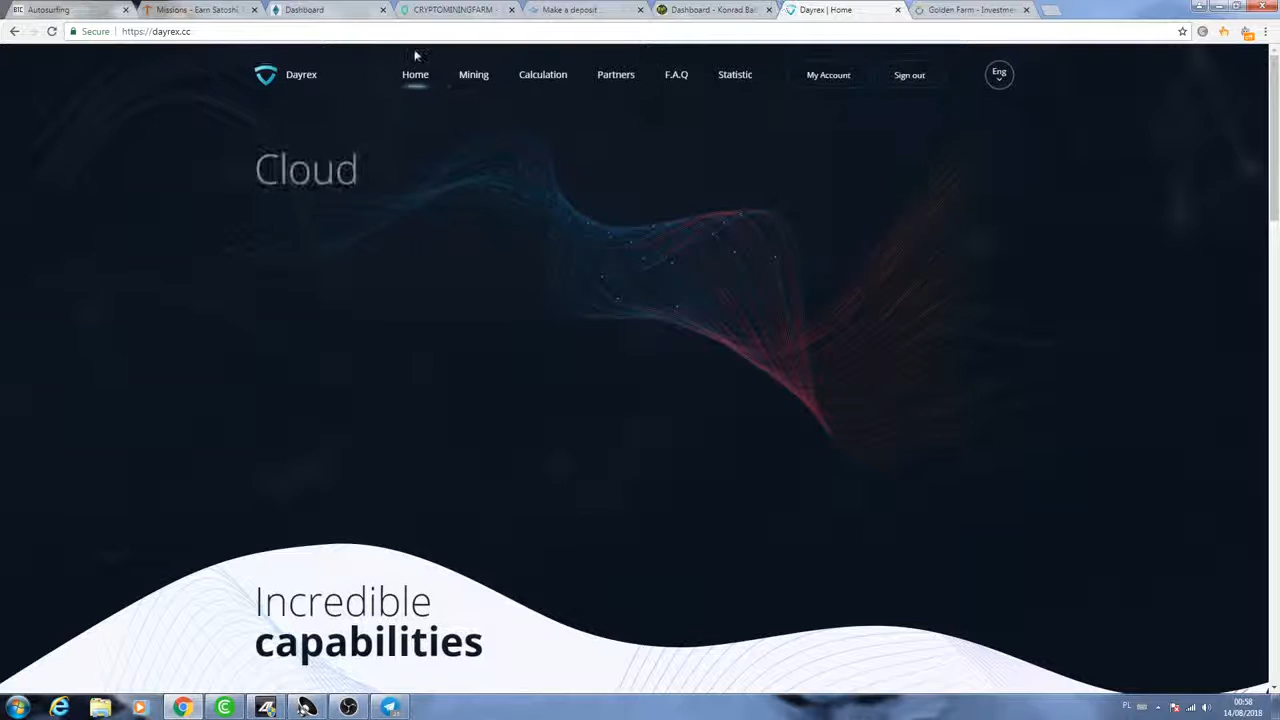 Autosurfing
Missions - Earn Satoshi
Dashboard
CRYPTOMININGFARM -
Make a deposit
Dashboard - Konrad Ba
Dayrex | Home
Golden Farm - Investme
Secure
https://dayrex.cc
Dayrex
Home
Mining
Calculation
Partners
F.A.Q
Statistic
My Account
Sign out
Eng
Cloud
Incredible
capabilities
PL
00:58
14/08/2018